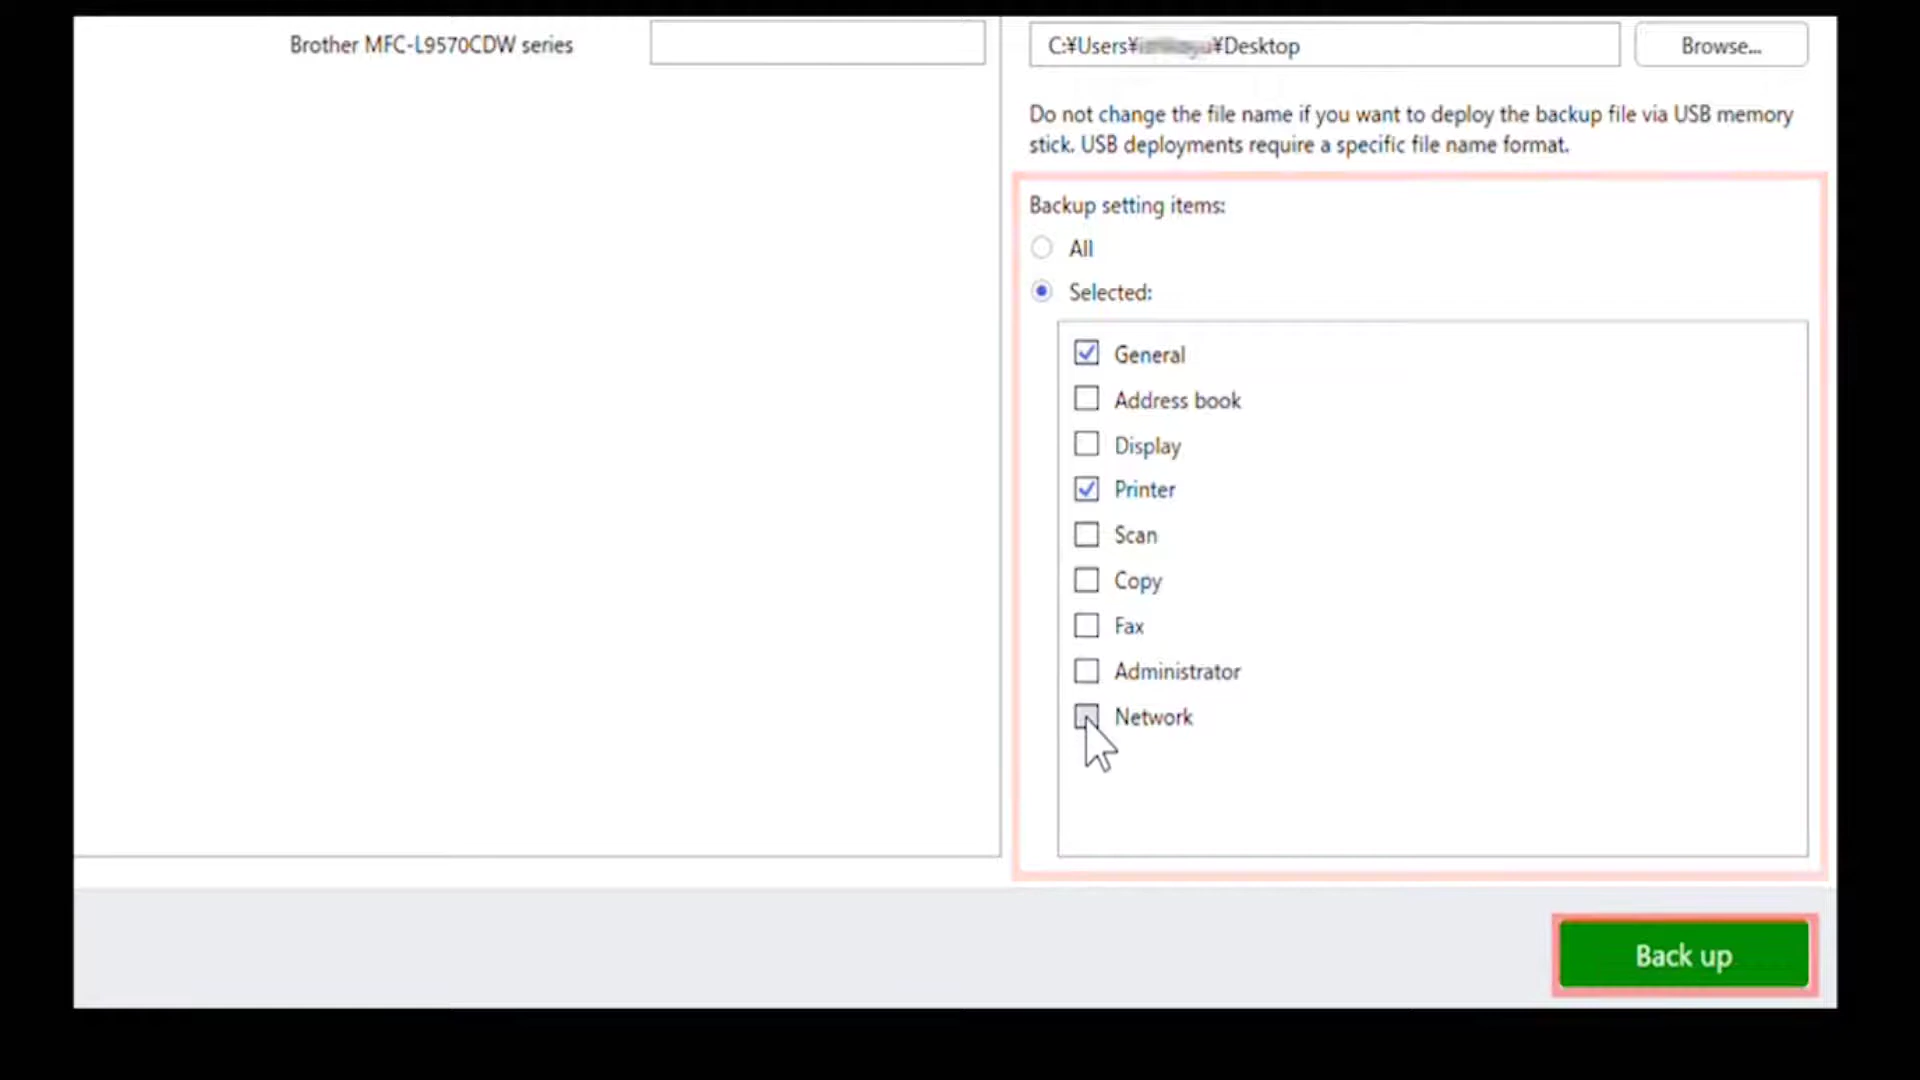 Brother MFC-L9570CDW series
C:¥Users¥ ¥Desktop
Browse...
Do not change the file name if you want to deploy the backup file via USB memory
stick. USB deployments require a specific file name format.
Backup setting items:
All
Selected:
General
Address book
Display
Printer
Scan
Copy
Fax
Administrator
Network
Back up